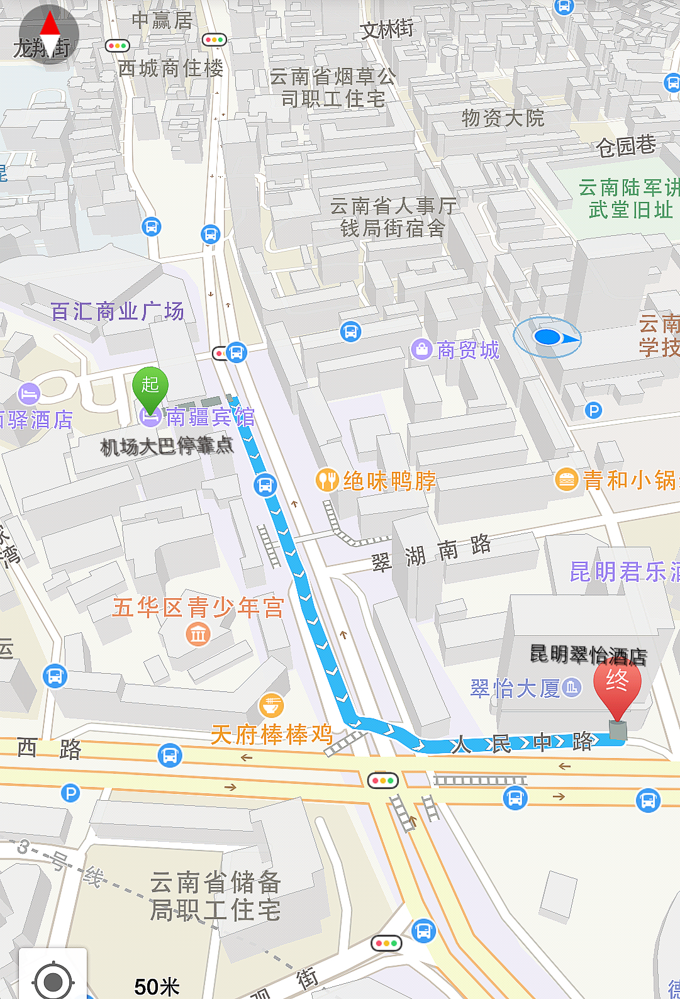 中赢居
文林街
龙翔街
西城商住楼
云南省烟草公
司职工住宅
物资大院
仓园巷
昆
云南陆军讲
武堂旧址
云南省人事厅
钱局街宿舍
百汇商业广场
云南
学技
商贸城
起
P
驿酒店
南疆宾馆
机场大巴停靠点
绝味鸭脖
青和小锅
翠湖南路
湾
昆明君乐酒
五华区青少年宫
云
昆明翠怡酒店
终
翠怡大厦
天府棒棒鸡
西路
人民中路
P
3号线
云南省储备
局职工住宅
街
50米
德